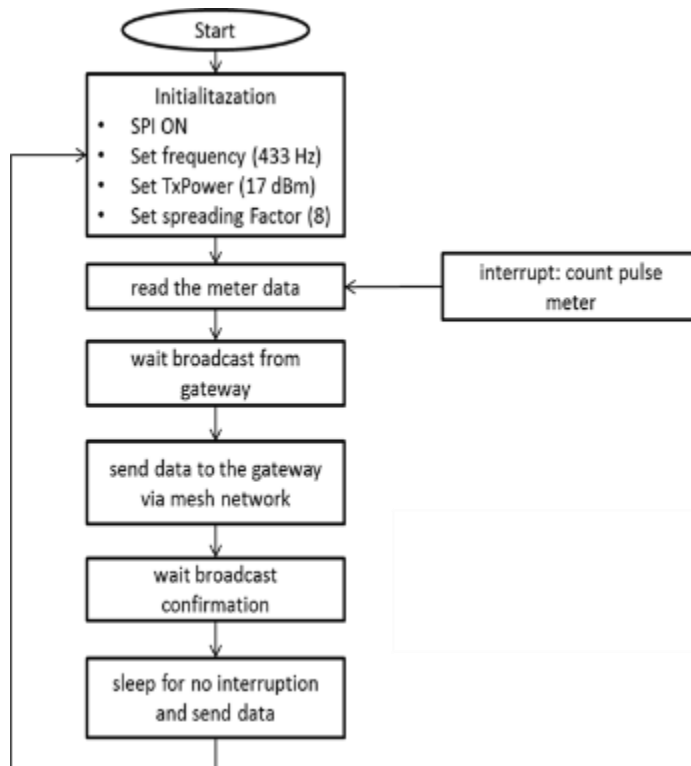 Start
Initialitazation
• SPI ON
• Set frequency (433 Hz)
• Set TxPower (17 dBm)
• Set spreading Factor (8)
read the meter data
interrupt: count pulse
meter
wait broadcast from
gateway
send data to the gateway
via mesh network
wait broadcast
confirmation
sleep for no interruption
and send data